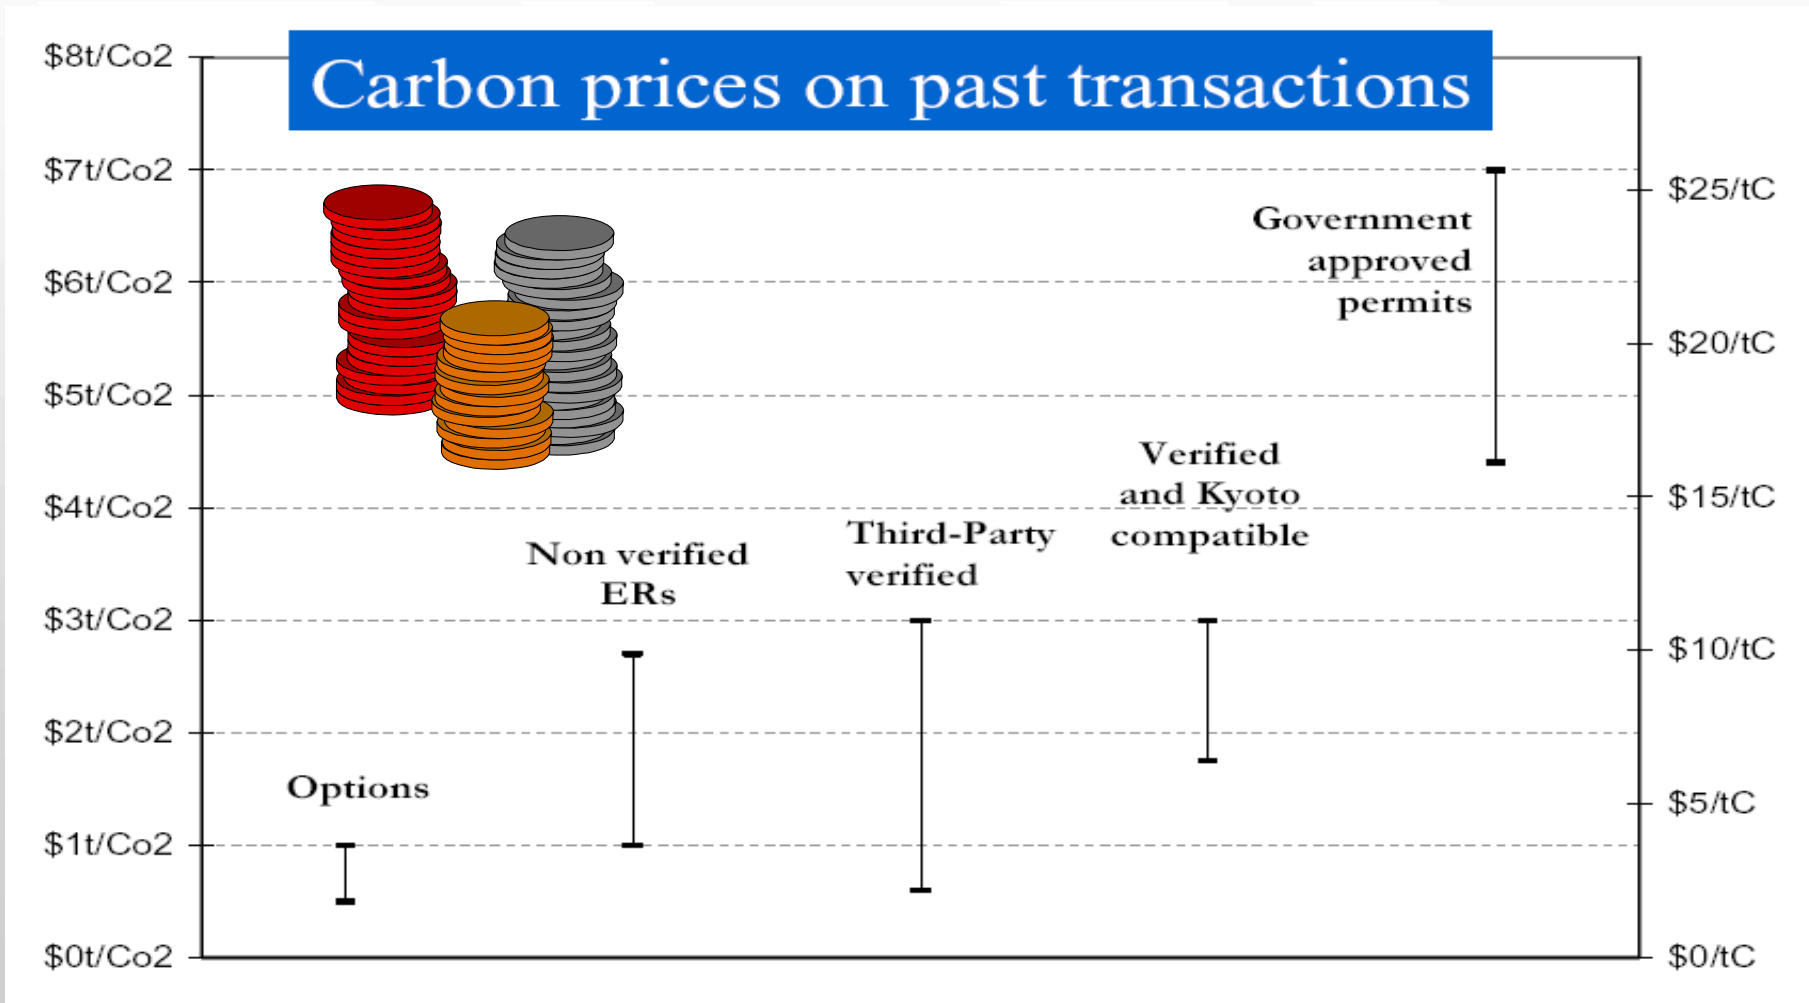 Carbon prices on past transactions
$8t/Co2
$7t/Co2
$6t/Co2
$5t/Co2
$4t/Co2
$3t/Co2
$2t/Co2
$1t/Co2
$0t/Co2
Options
Non verified
ERs
Third-Party
verified
Verified
and Kyoto
compatible
Government
approved
permits
$25/tC
$20/tC
$15/tC
$10/tC
$5/tC
$0/tC